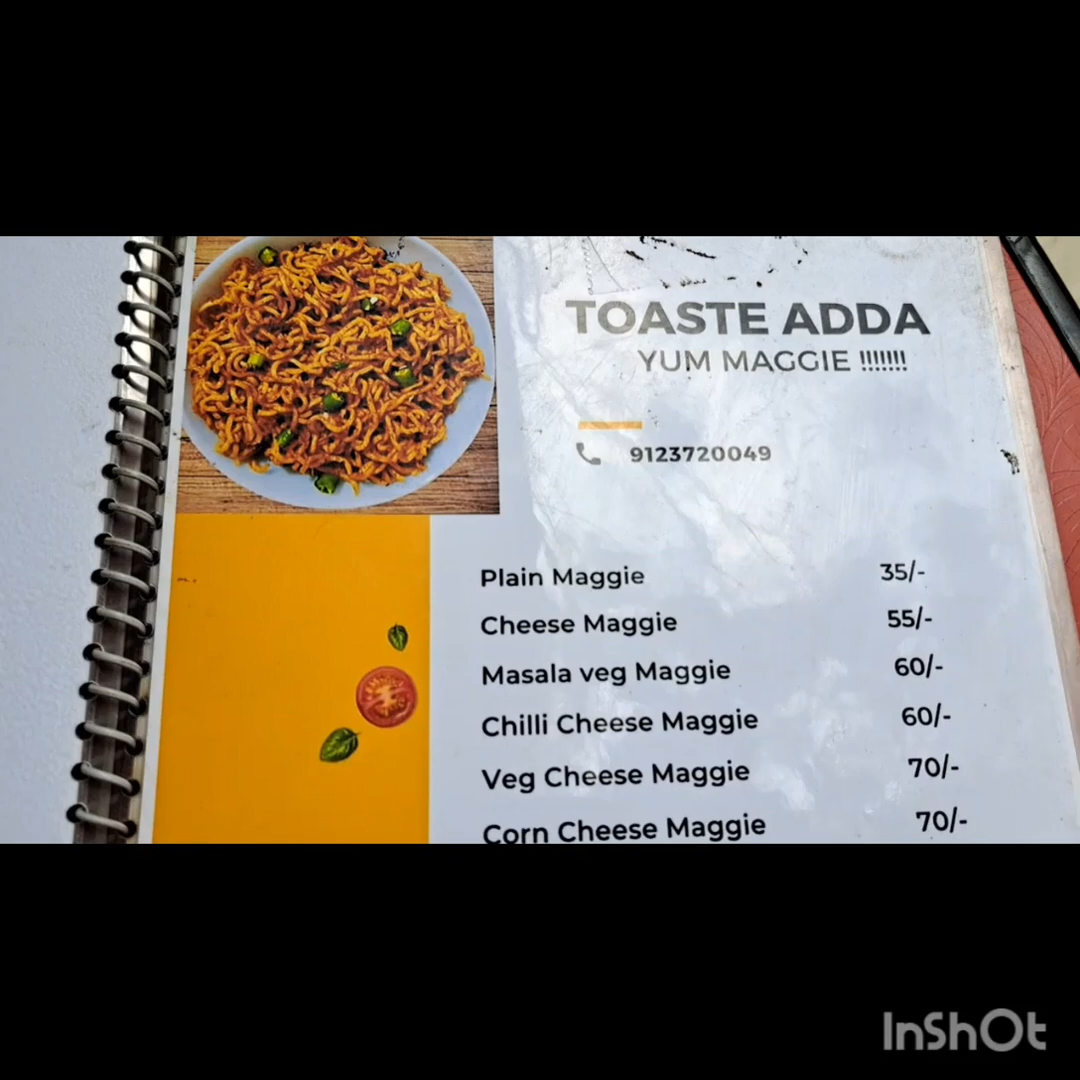 TOASTE ADDA
YUM MAGGIE !!!!!!!
9123720049
Plain Maggie 35/-
Cheese Maggie 55/-
Masala veg Maggie 60/-
Chilli Cheese Maggie 60/-
Veg Cheese Maggie 70/-
Corn Cheese Maggie 70/-
InShOt